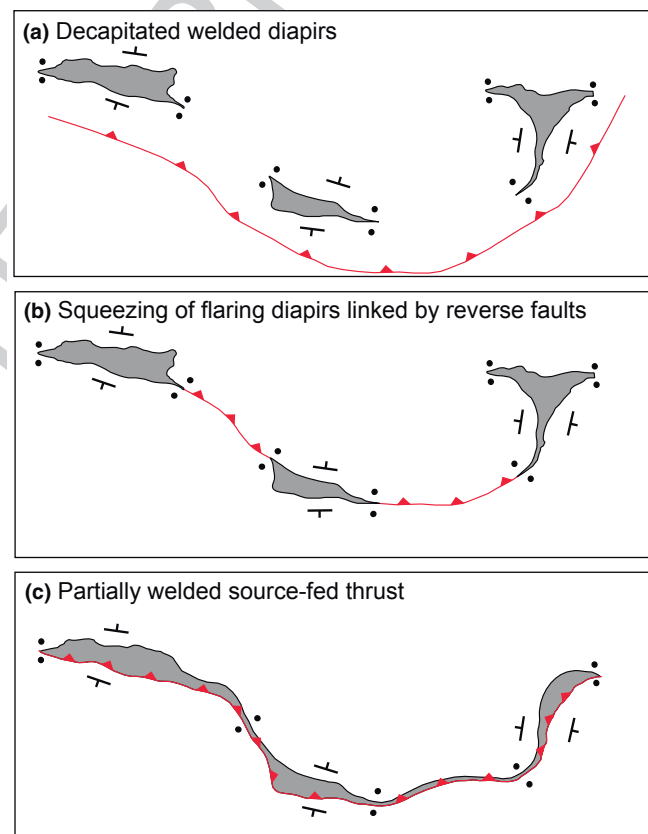 (a) Decapitated welded diapirs
(b) Squeezing of flaring diapirs linked by reverse faults
(c) Partially welded source-fed thrust